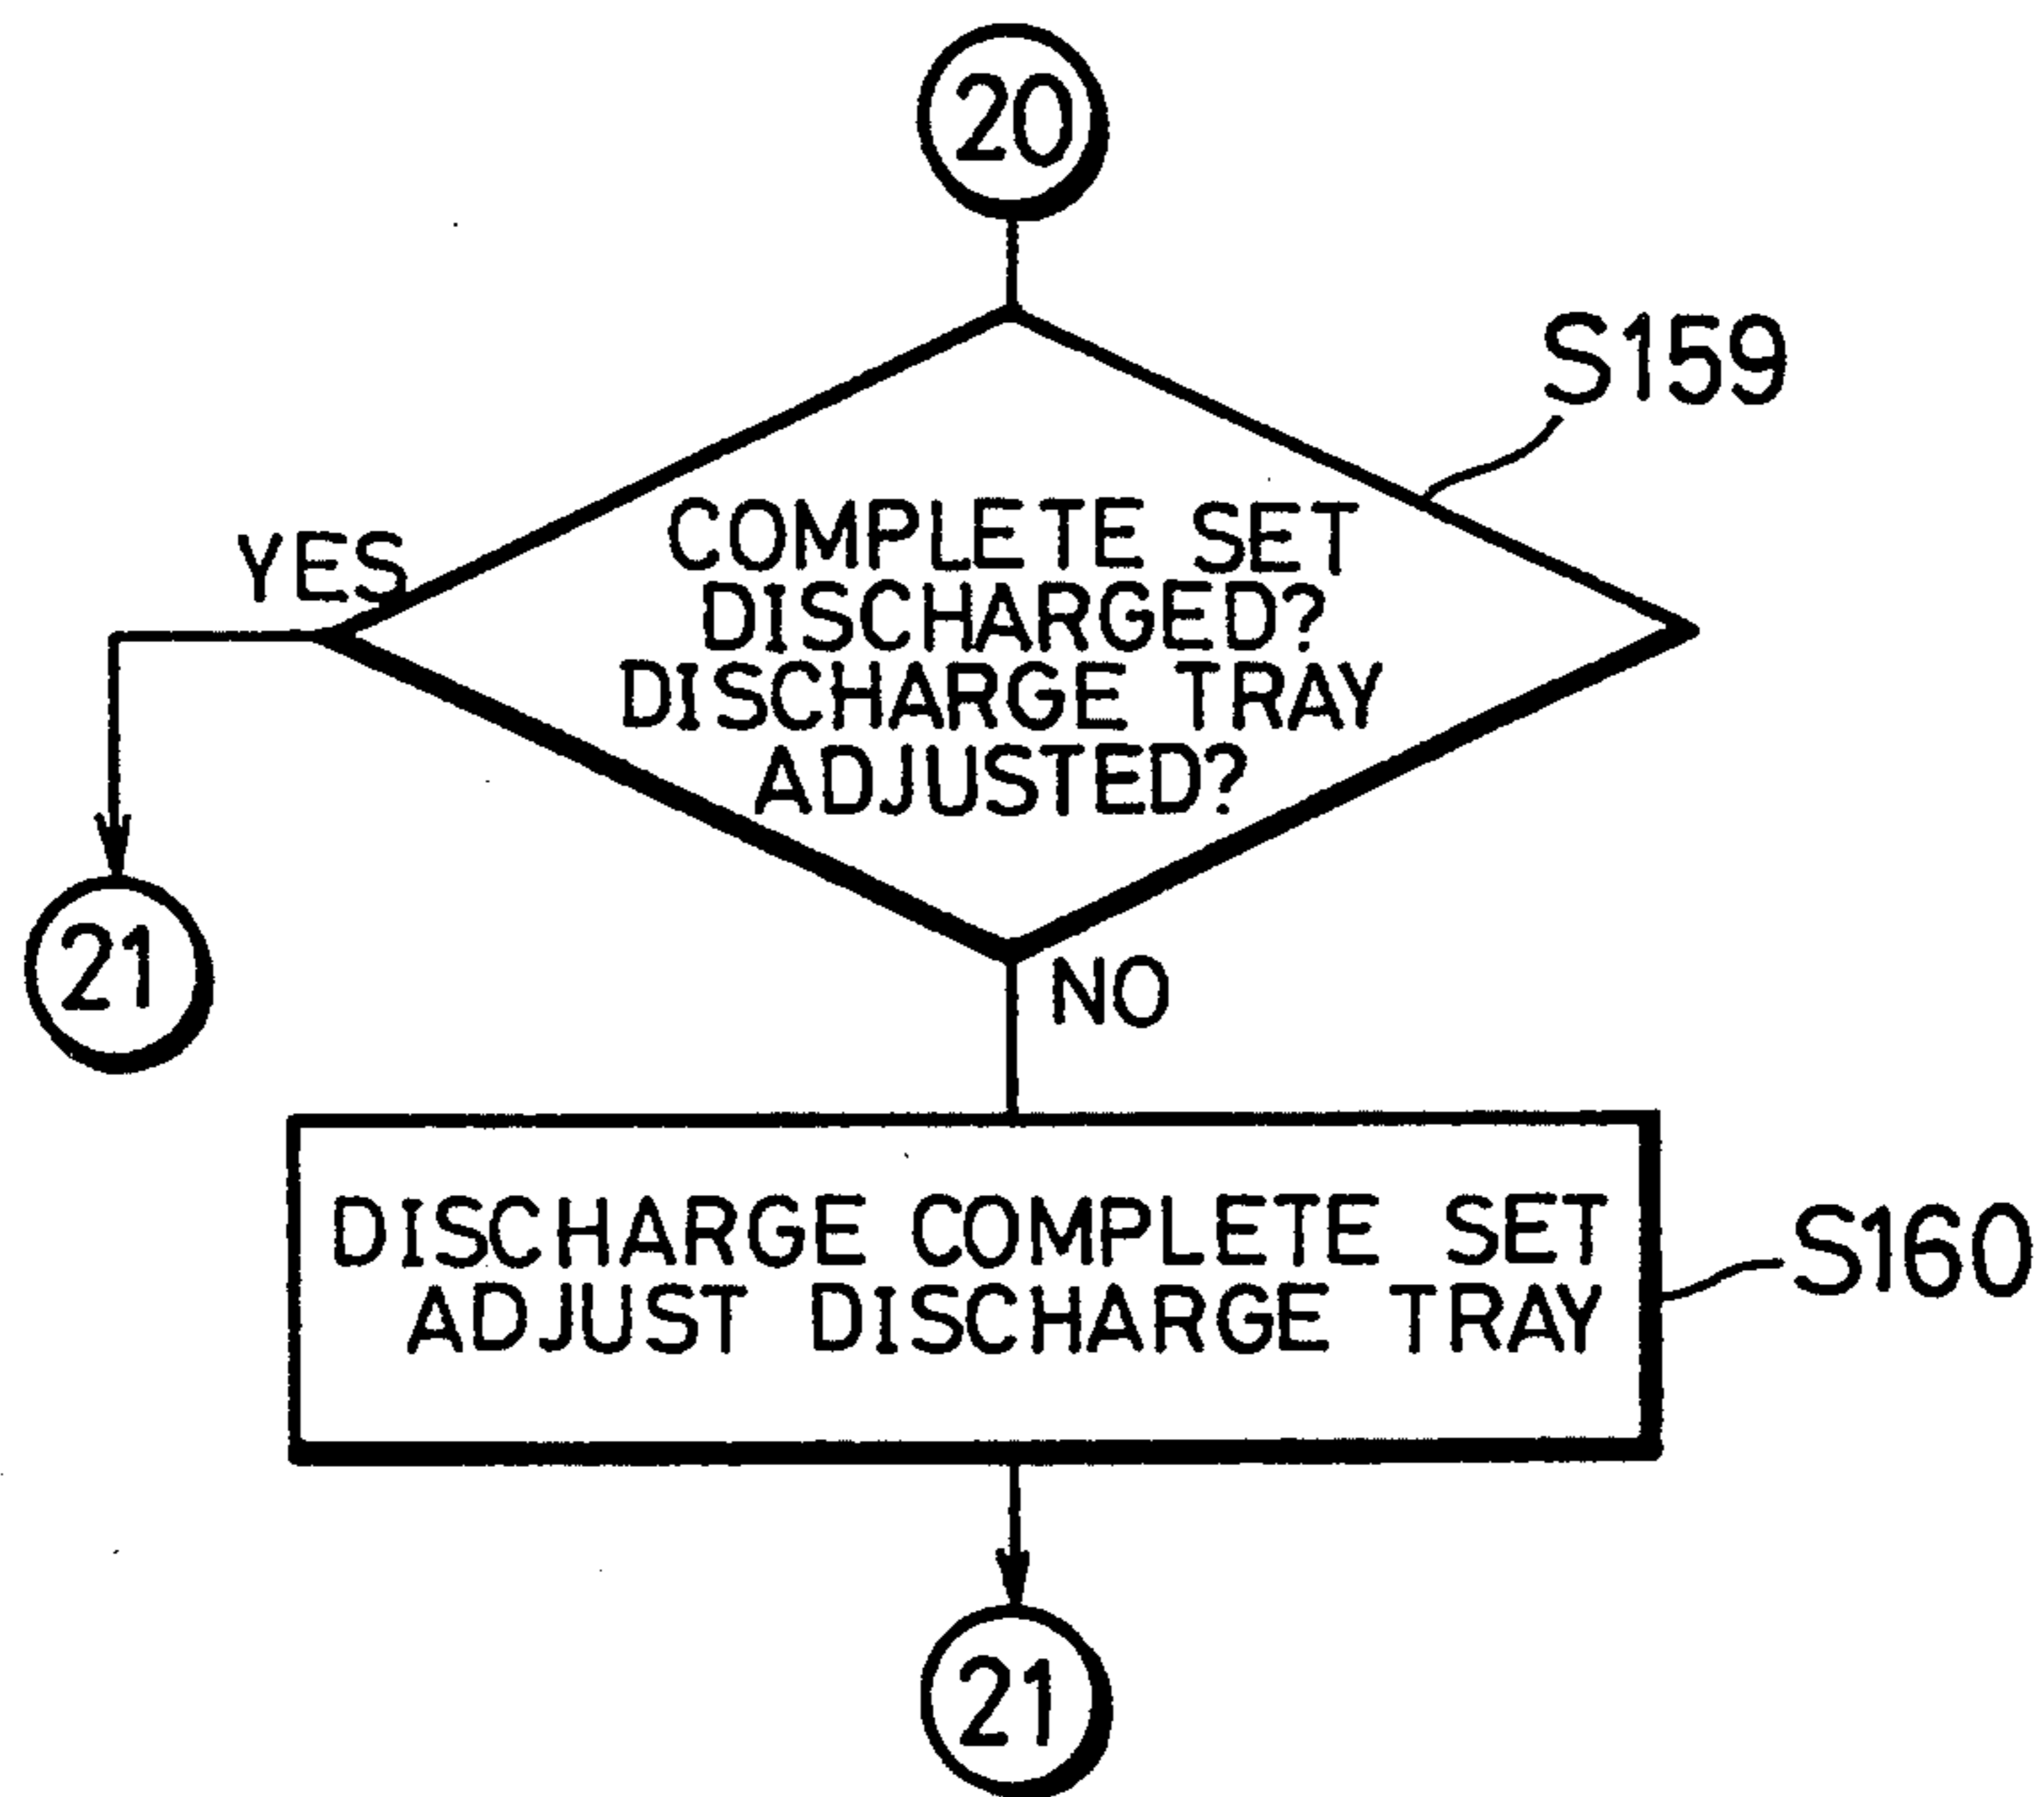 20
S159
YES
COMPLETE SET
DISCHARGED?
DISCHARGE TRAY
ADJUSTED?
21
NO
DISCHARGE COMPLETE SET
ADJUST DISCHARGE TRAY
S160
21